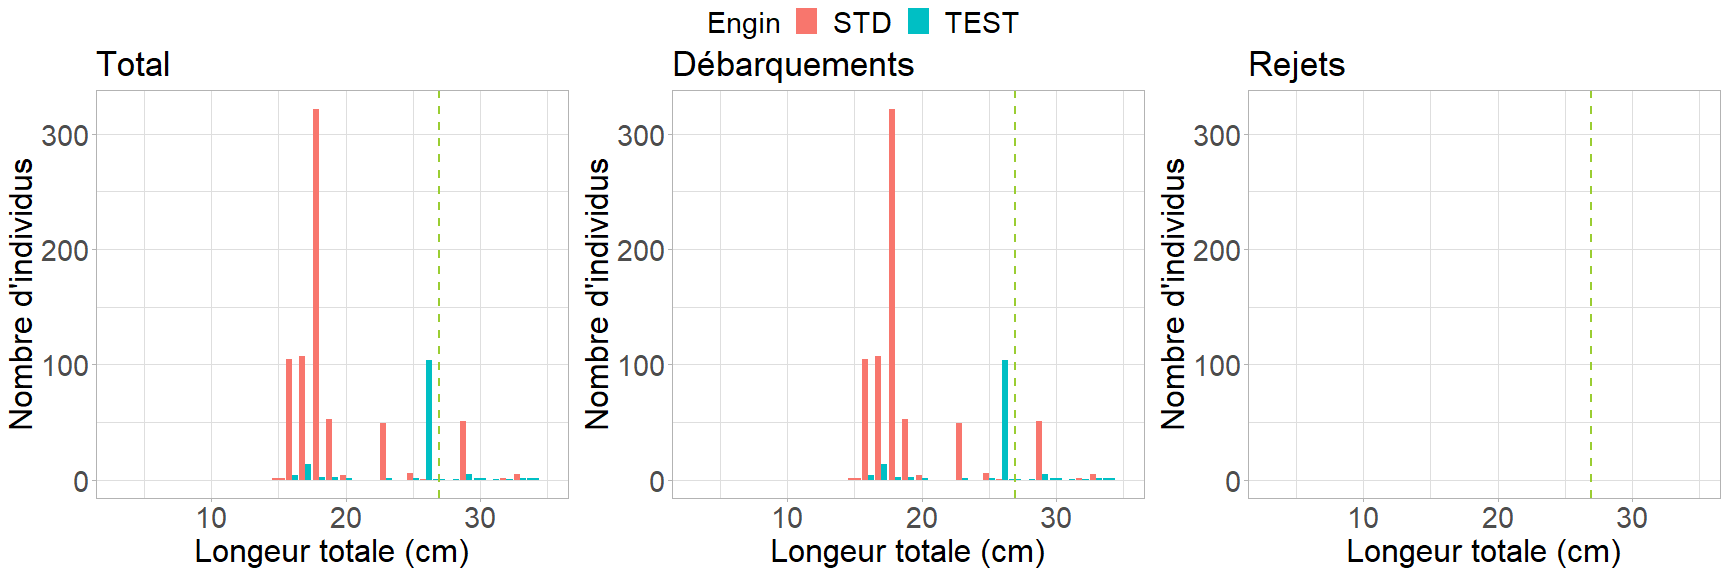 Engin STD TEST
Total
Débarquements
Rejets
Nombre d'individus
300
200
100
0
10 20 30
Longeur totale (cm)
Nombre d'individus
300
200
100
0
10 20 30
Longeur totale (cm)
Nombre d'individus
300
200
100
0
10 20 30
Longeur totale (cm)